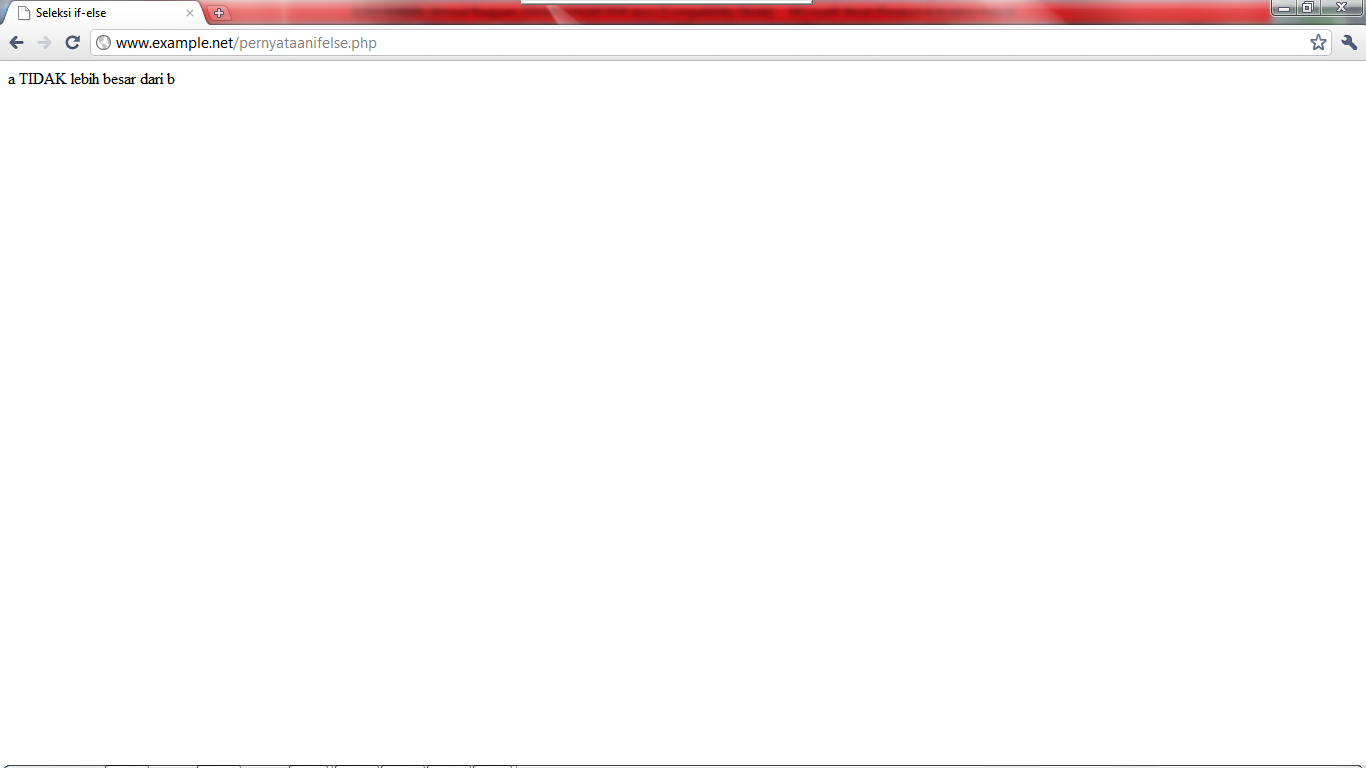 Seleksi if-else
www.example.net/pernyataanifelse.php
a TIDAK lebih besar dari b